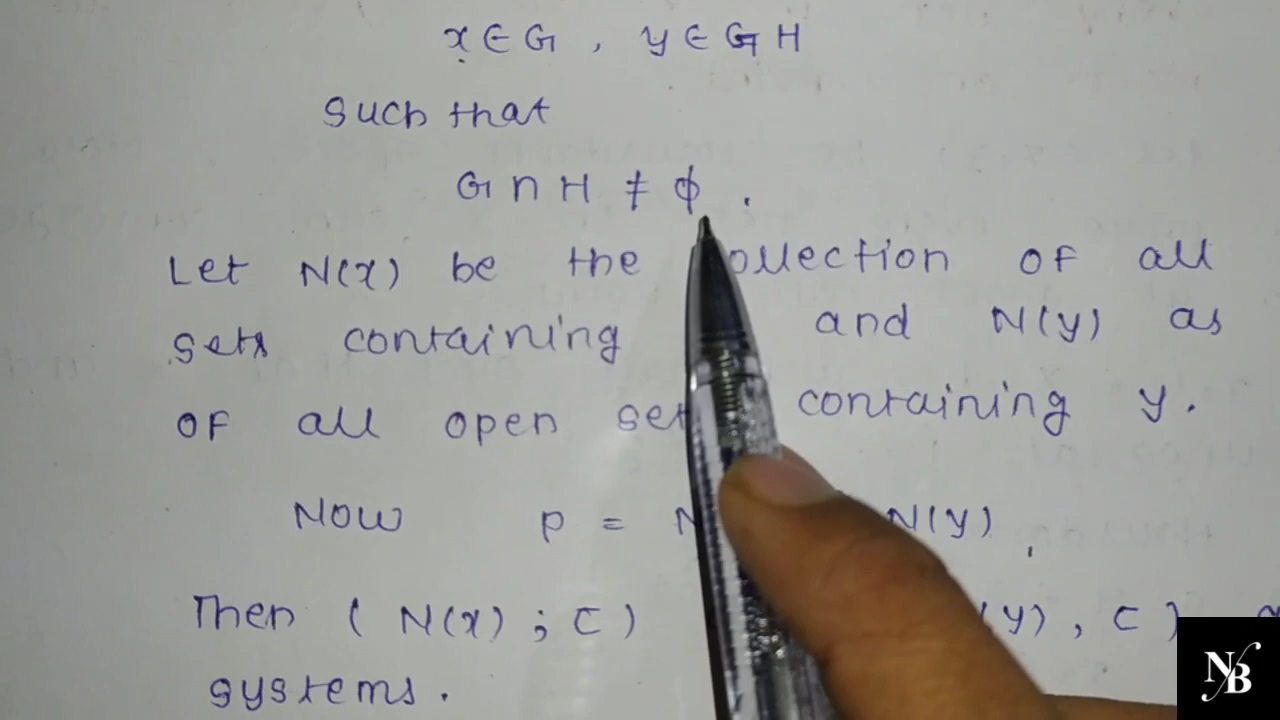 x ∈ G , y ∈ G H
such that
G ∩ H ≠ ϕ .
Let N(x) be the collection of all
sets containing and N(y) as
of all open set containing y.
Now p = N N(y) ,
Then ( N(x) ; ⊂ ) (y) , ⊂ )
systems .
NB